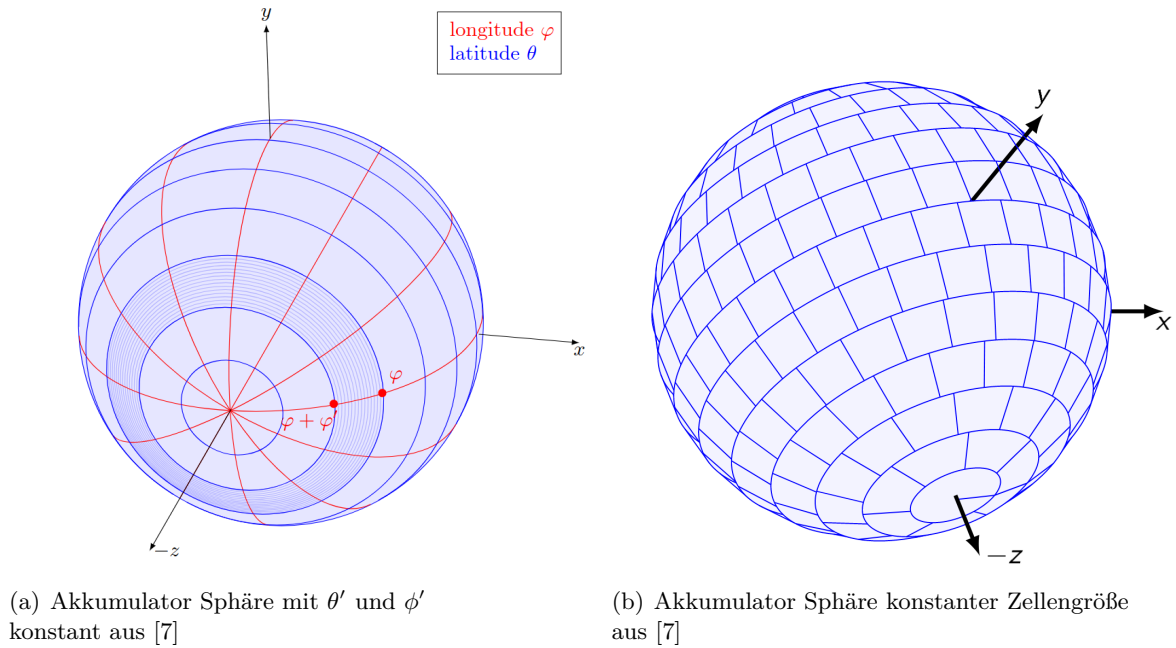 y
longitude φ
latitude θ
x
φ
φ + φ′
−z
y
x
−z
(a) Akkumulator Sphäre mit θ′ und ϕ′
konstant aus [7]
(b) Akkumulator Sphäre konstanter Zellengröße
aus [7]